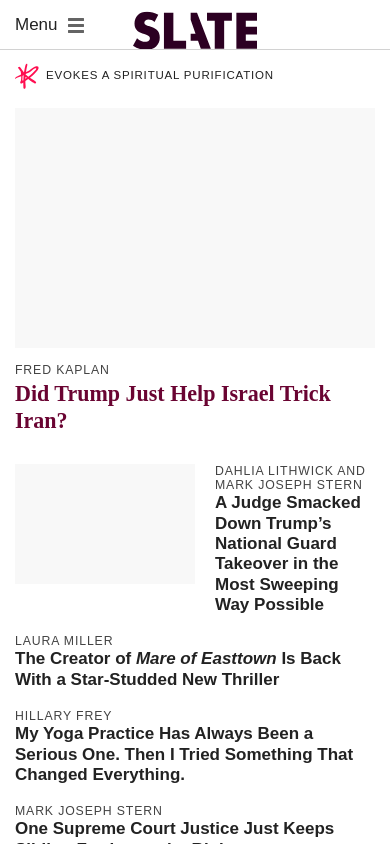 Menu
SLATE
EVOKES A SPIRITUAL PURIFICATION
FRED KAPLAN
Did Trump Just Help Israel Trick
Iran?
DAHLIA LITHWICK AND
MARK JOSEPH STERN
A Judge Smacked
Down Trump’s
National Guard
Takeover in the
Most Sweeping
Way Possible
LAURA MILLER
The Creator of Mare of Easttown Is Back
With a Star-Studded New Thriller
HILLARY FREY
My Yoga Practice Has Always Been a
Serious One. Then I Tried Something That
Changed Everything.
MARK JOSEPH STERN
One Supreme Court Justice Just Keeps